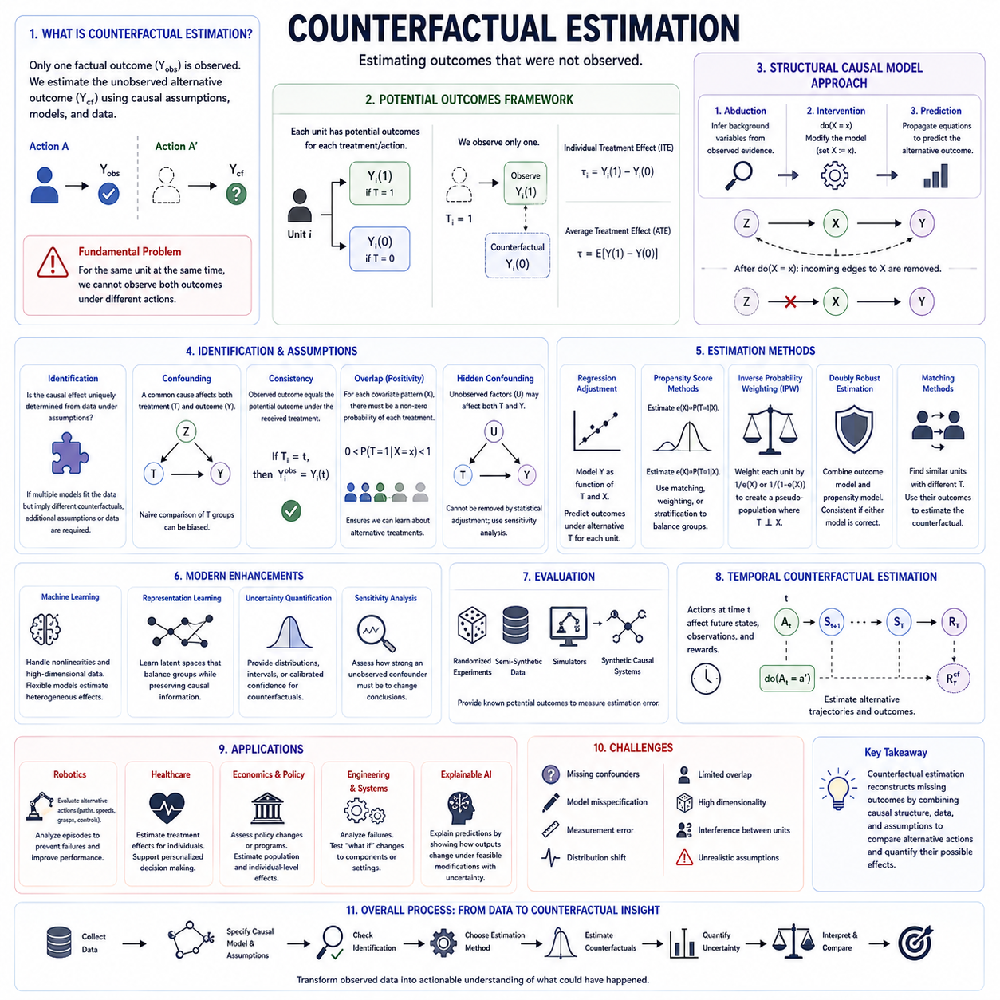 COUNTERFACTUAL ESTIMATION
Estimating outcomes that were not observed.
1. WHAT IS COUNTERFACTUAL ESTIMATION?
Only one factual outcome (Y_obs) is observed.
We estimate the unobserved alternative
outcome (Y_cf) using causal assumptions,
models, and data.
Action A
Action A′
Y_obs
Y_cf
?
Fundamental Problem
For the same unit at the same time,
we cannot observe both outcomes
under different actions.
2. POTENTIAL OUTCOMES FRAMEWORK
Each unit has potential outcomes
for each treatment/action.
Unit i
Y_i(1)
if T = 1
Y_i(0)
if T = 0
We observe only one.
T_i = 1
Observe
Y_i(1)
Counterfactual
Y_i(0)
Individual Treatment Effect (ITE)
τ_i = Y_i(1) − Y_i(0)
Average Treatment Effect (ATE)
τ = E[Y(1) − Y(0)]
3. STRUCTURAL CAUSAL MODEL
APPROACH
1. Abduction
Infer background
variables from
observed evidence.
2. Intervention
do(X = x)
Modify the model
(set X := x).
3. Prediction
Propagate equations
to predict the
alternative outcome.
Z
X
Y
After do(X = x): incoming edges to X are removed.
Z
X
Y
4. IDENTIFICATION & ASSUMPTIONS
Identification
Is the causal effect uniquely
determined from data under
assumptions?
If multiple models fit the data
but imply different counterfactuals,
additional assumptions or data
are required.
Confounding
A common cause affects both
treatment (T) and outcome (Y).
Z
T
Y
Naive comparison of T groups
can be biased.
Consistency
Observed outcome equals the
potential outcome under the
received treatment.
If T_i = t,
then Y_i^obs = Y_i(t)
Overlap (Positivity)
For each covariate pattern (X),
there must be a non-zero
probability of each treatment.
0 < P(T = 1 | X = x) < 1
Ensures we can learn about
alternative treatments.
Hidden Confounding
Unobserved factors (U) may
affect both T and Y.
U
T
Y
Cannot be removed by statistical
adjustment; use sensitivity
analysis.
5. ESTIMATION METHODS
Regression
Adjustment
Model Y as
function of
T and X.
Predict outcomes
under alternative
T for each unit.
Propensity Score
Methods
Estimate e(X)=P(T=1|X).
Estimate e(X)=P(T=1|X).
Use matching,
weighting, or
stratification to
balance groups.
Inverse Probability
Weighting (IPW)
Weight each unit by
1/e(X) or 1/(1-e(X))
to create a pseudo-
population where
T ⊥ X.
Doubly Robust
Estimation
Combine outcome
model and
propensity model.
Consistent if either
model is correct.
Matching
Methods
Find similar units
with different T.
Use their outcomes
to estimate the
counterfactual.
6. MODERN ENHANCEMENTS
Machine Learning
Handle nonlinearities and
high-dimensional data.
Flexible models estimate
heterogeneous effects.
Representation Learning
Learn latent spaces that
balance groups while
preserving causal
information.
Uncertainty Quantification
Provide distributions,
intervals, or calibrated
confidence for
counterfactuals.
Sensitivity Analysis
Assess how strong an
unobserved confounder
must be to change
conclusions.
7. EVALUATION
Randomized
Experiments
Semi-Synthetic
Data
Simulators
Synthetic Causal
Systems
Provide known potential outcomes to measure estimation error.
8. TEMPORAL COUNTERFACTUAL ESTIMATION
Actions at time t
affect future states,
observations, and
rewards.
t
A_t
S_t+1
···
S_T
R_T
do(A_t = a′)
R_T^cf
Estimate alternative
trajectories and outcomes.
9. APPLICATIONS
Robotics
Evaluate alternative
actions (paths, speeds,
grasps, controls).
Analyze episodes to
prevent failures and
improve performance.
Healthcare
Estimate treatment
effects for individuals.
Support personalized
decision making.
Economics & Policy
Assess policy changes
or programs.
Estimate population
and individual-level
effects.
Engineering
& Systems
Analyze failures.
Test "what if" changes
to components or
settings.
Explainable AI
Explain predictions by
showing how outputs
change under feasible
modifications with
uncertainty.
10. CHALLENGES
?
Missing confounders
Model misspecification
Measurement error
Distribution shift
Limited overlap
High dimensionality
Interference between units
Unrealistic assumptions
Key Takeaway
Counterfactual estimation
reconstructs missing
outcomes by combining
causal structure, data,
and assumptions to
compare alternative actions
and quantify their possible
effects.
11. OVERALL PROCESS: FROM DATA TO COUNTERFACTUAL INSIGHT
Collect
Data
Specify Causal
Model &
Assumptions
Check
Identification
Choose Estimation
Method
Estimate
Counterfactuals
Quantify
Uncertainty
Interpret &
Compare
Transform observed data into actionable understanding of what could have happened.